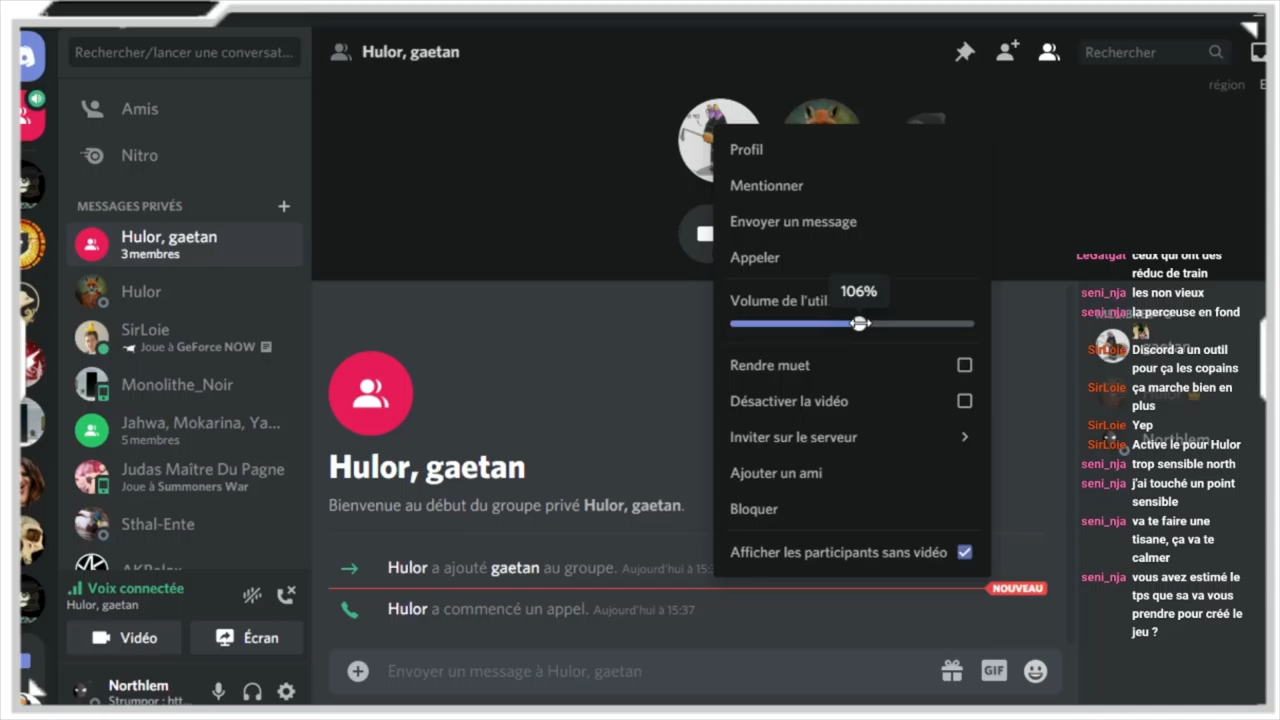 Rechercher/lancer une conversat...
Amis
Nitro
MESSAGES PRIVÉS
Hulor, gaetan
3 membres
Hulor
SirLoie
Joue à GeForce NOW
Monolithe_Noir
Jahwa, Mokarina, Ya...
5 membres
Judas Maître Du Pagne
Joue à Summoners War
Sthal-Ente
AKRelax
Voix connectée
Hulor, gaetan
Vidéo
Écran
Northlem
Strumpor : htt...
Hulor, gaetan
Rechercher
région
Profil
Mentionner
Envoyer un message
Appeler
Volume de l'util
106%
Rendre muet
Désactiver la vidéo
Inviter sur le serveur
Ajouter un ami
Bloquer
Afficher les participants sans vidéo
Hulor, gaetan
Bienvenue au début du groupe privé Hulor, gaetan.
Hulor a ajouté gaetan au groupe. Aujourd'hui à 15:3
NOUVEAU
Hulor a commencé un appel. Aujourd'hui à 15:37
Envoyer un message à Hulor, gaetan
GIF
LeGatgat ceux qui ont des
réduc de train
seni_nja les non vieux
seni_nja la perceuse en fond
SirLoie Discord a un outil
pour ça les copains
SirLoie ça marche bien en
plus
SirLoie Yep
SirLoie Active le pour Hulor
seni_nja trop sensible north
seni_nja j'ai touché un point
sensible
seni_nja va te faire une
tisane, ça va te
calmer
seni_nja vous avez estimé le
tps que sa va vous
prendre pour créé le
jeu ?